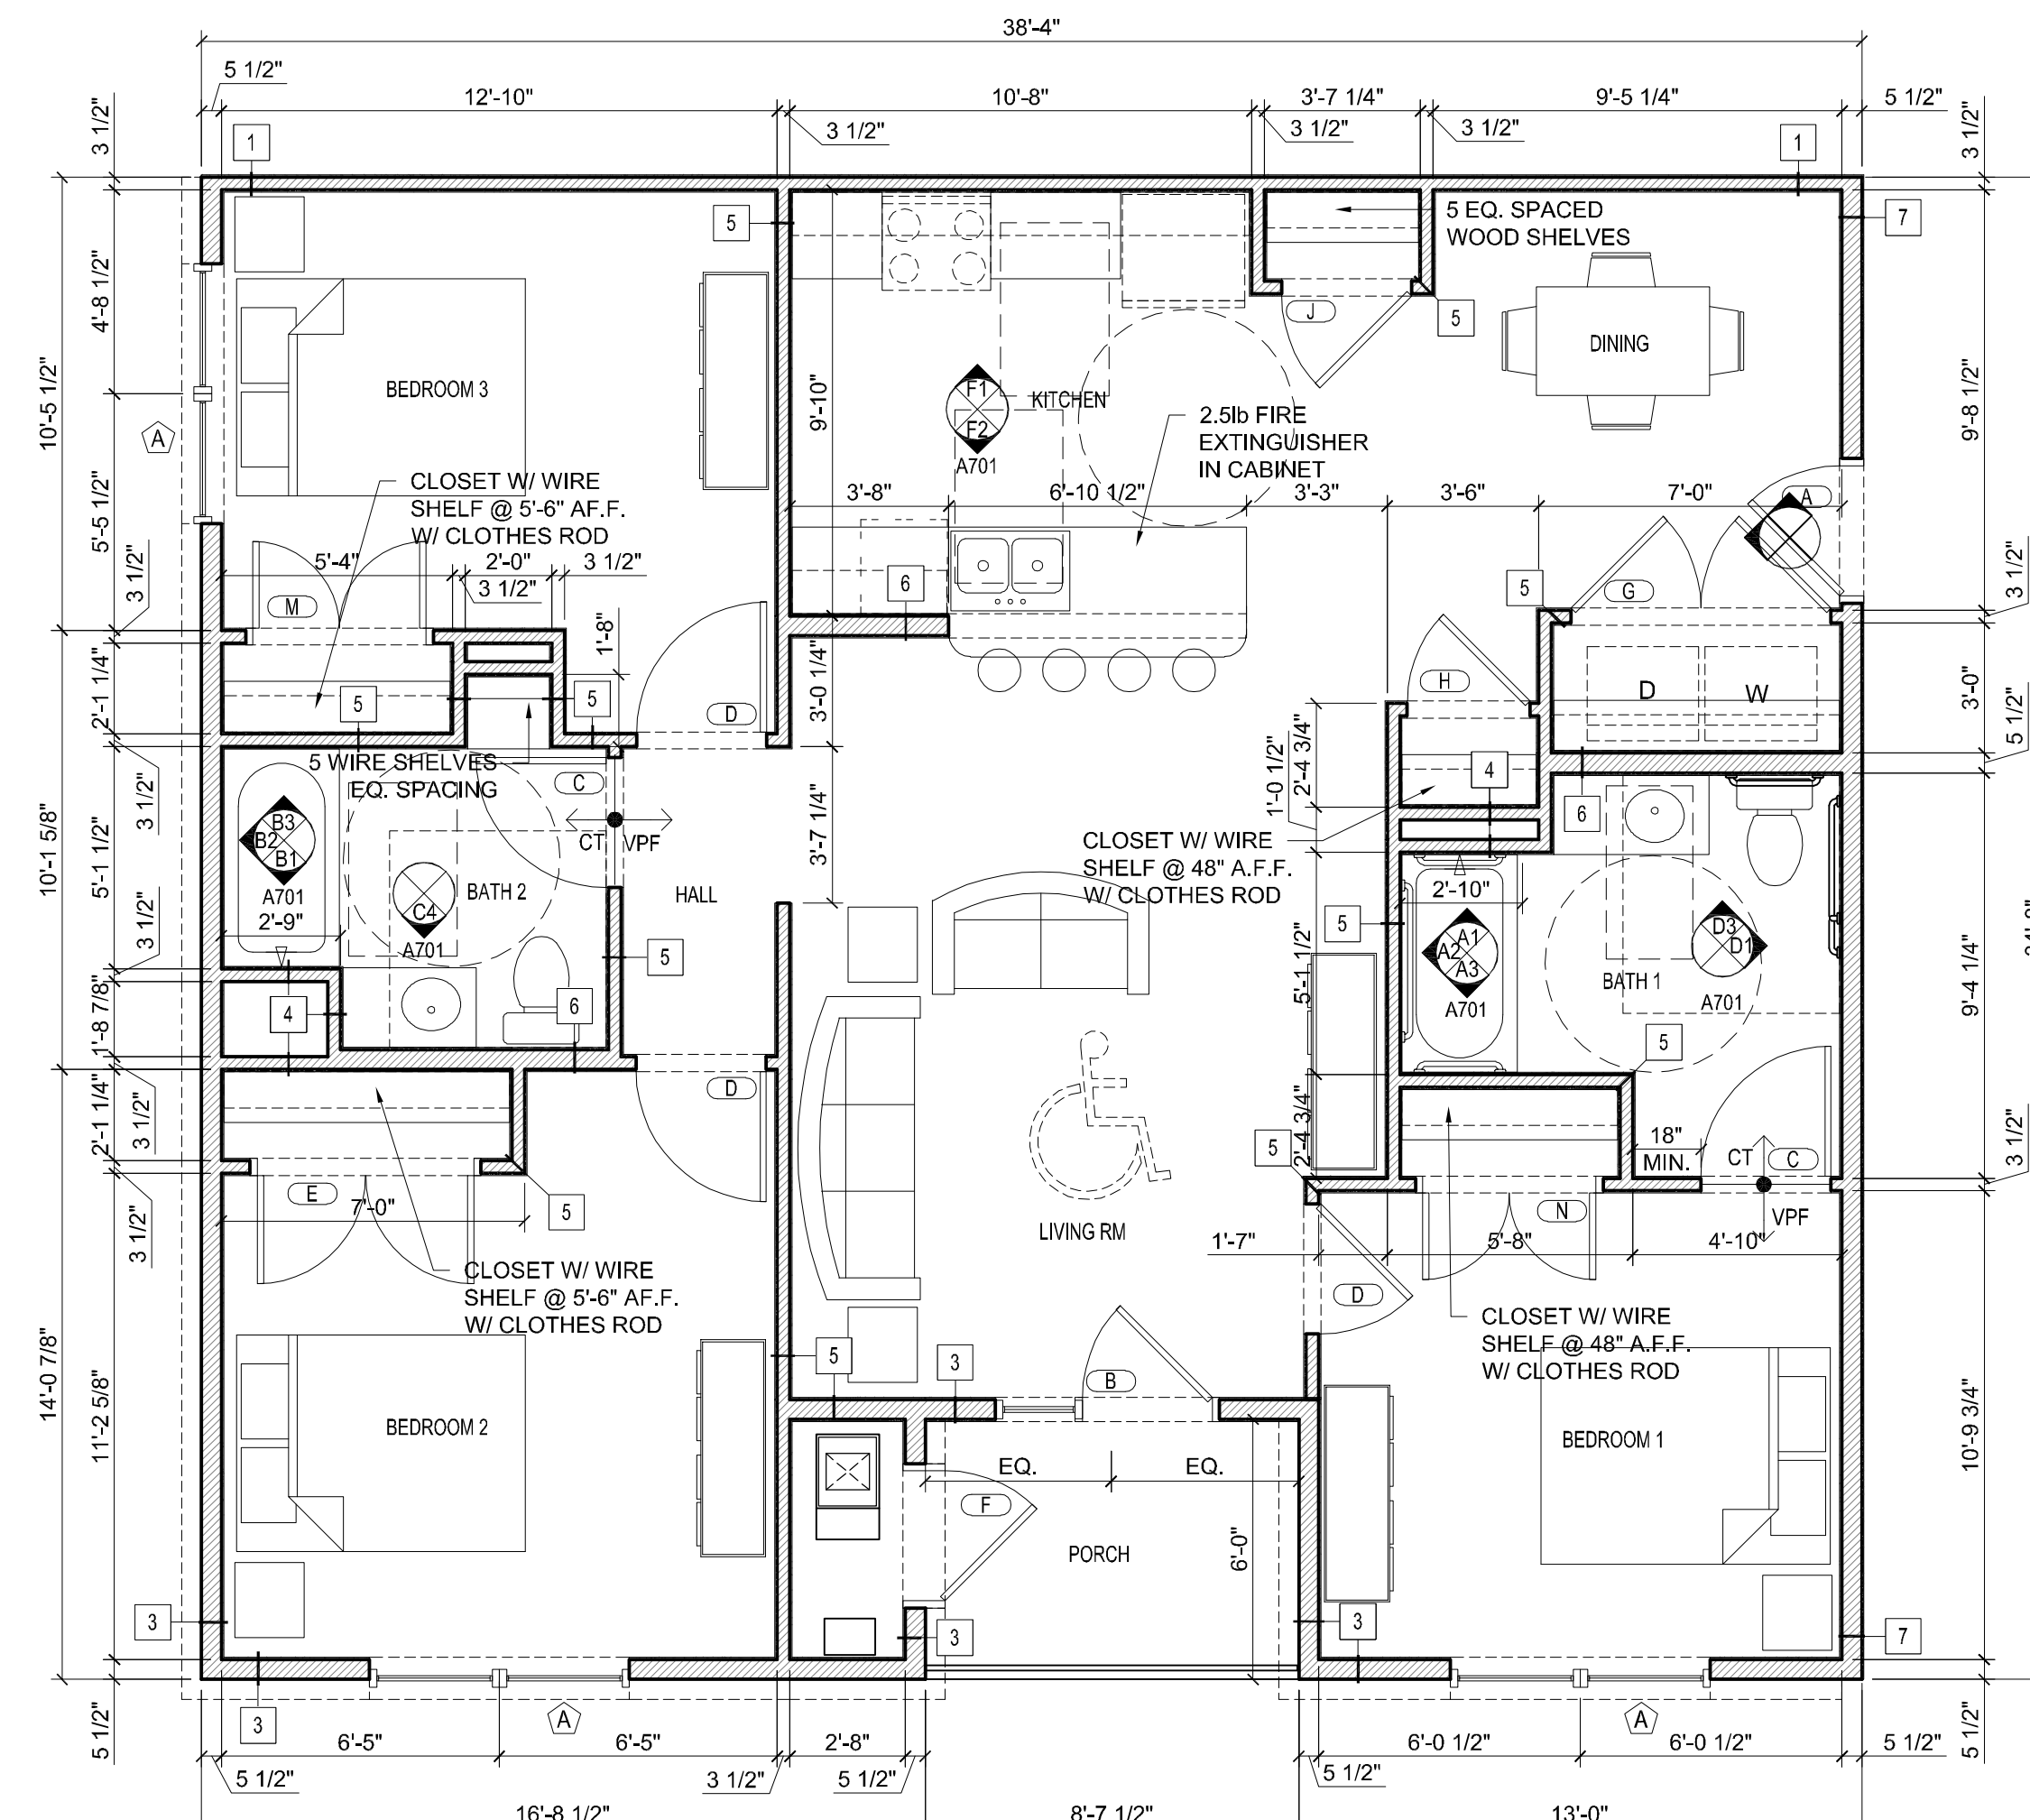 38'-4"
5 1/2"
12'-10"
10'-8"
3'-7 1/4"
9'-5 1/4"
5 1/2"
3 1/2"
3 1/2"
3 1/2"
3 1/2"
3 1/2"
1
1
5
7
5 EQ. SPACED
WOOD SHELVES
4'-8 1/2"
J
5
DINING
BEDROOM 3
F1
F2
A701
KITCHEN
2.5lb FIRE
EXTINGUISHER
IN CABINET
9'-10"
9'-8 1/2"
10'-5 1/2"
A
5'-5 1/2"
CLOSET W/ WIRE
SHELF @ 5'-6" AF.F.
W/ CLOTHES ROD
3'-8"
6'-10 1/2"
3'-3"
3'-6"
7'-0"
A
5'-4"
2'-0"
3 1/2"
3 1/2"
3 1/2"
M
6
5
G
3 1/2"
1'-8"
2'-1 1/4"
5
5
D
3'-0 1/4"
H
D
W
3'-0"
5 1/2"
5 WIRE SHELVES
EQ. SPACING
C
3 1/2"
1'-0 1/2"
2'-4 3/4"
4
6
B3
B2
B1
A701
2'-9"
CT
VPF
3'-7 1/4"
CLOSET W/ WIRE
SHELF @ 48" A.F.F.
W/ CLOTHES ROD
10'-1 5/8"
5'-1 1/2"
C4
A701
BATH 2
HALL
2'-10"
3 1/2"
5
5
A1
A2
A3
A701
D3
D1
A701
BATH 1
5'-1 1/2"
9'-4 1/4"
1'-8 7/8"
4
6
5
2'-1 1/4"
3 1/2"
D
2'-4 3/4"
5
18"
MIN.
CT
C
VPF
3 1/2"
E
7'-0"
5
3 1/2"
LIVING RM
N
1'-7"
5'-8"
4'-10"
CLOSET W/ WIRE
SHELF @ 5'-6" AF.F.
W/ CLOTHES ROD
D
CLOSET W/ WIRE
SHELF @ 48" A.F.F.
W/ CLOTHES ROD
5
3
B
14'-0 7/8"
11'-2 5/8"
BEDROOM 2
BEDROOM 1
10'-9 3/4"
EQ.
EQ.
F
PORCH
6'-0"
3
3
3
7
3
A
A
5 1/2"
6'-5"
6'-5"
2'-8"
6'-0 1/2"
6'-0 1/2"
5 1/2"
5 1/2"
5 1/2"
3 1/2"
5 1/2"
5 1/2"
16'-8 1/2"
8'-7 1/2"
13'-0"